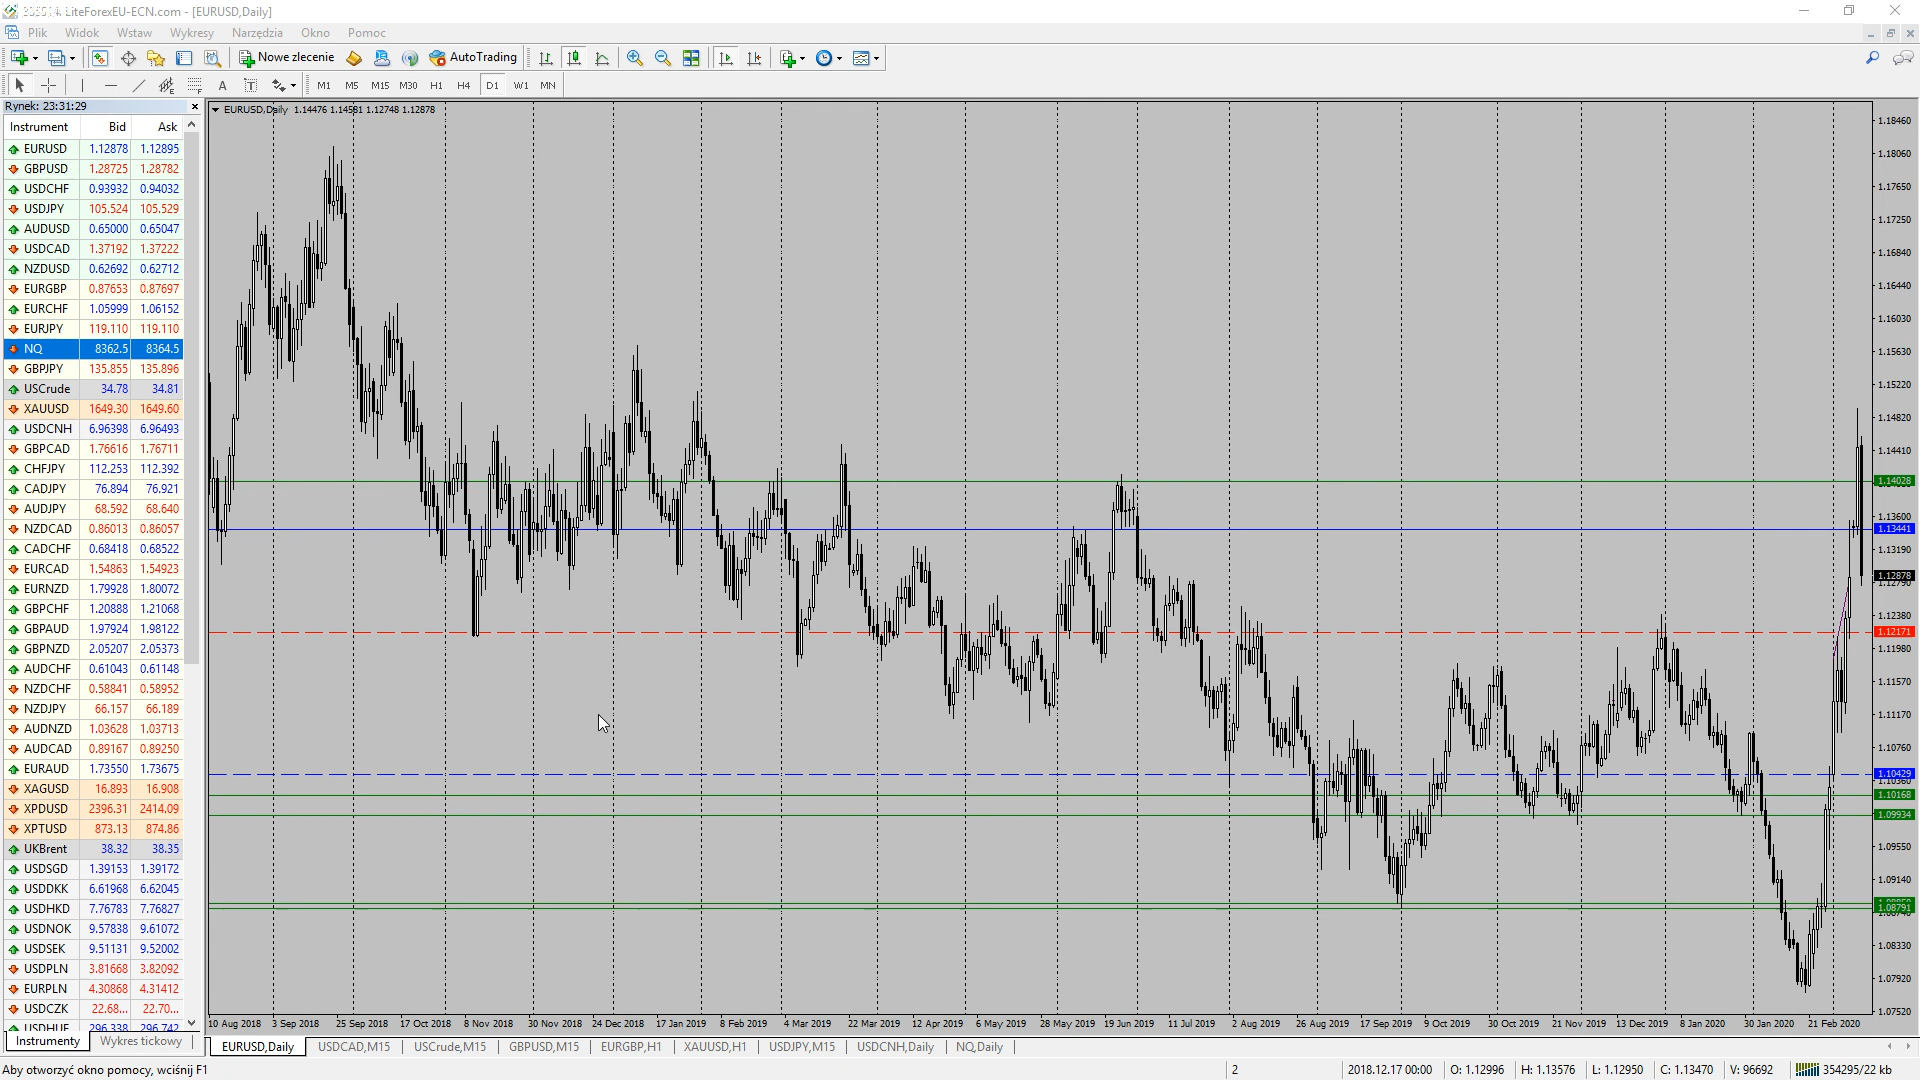 LiteForexEU-ECN.com - [EURUSD,Daily]
Plik Widok Wstaw Wykresy Narzędzia Okno Pomoc
Nowe zlecenie AutoTrading
A T M1 M5 M15 M30 H1 H4 D1 W1 MN
Rynek: 23:31:29
Instrument Bid Ask
EURUSD 1.12878 1.12895
GBPUSD 1.28725 1.28782
USDCHF 0.93932 0.94032
USDJPY 105.524 105.529
AUDUSD 0.65000 0.65047
USDCAD 1.37192 1.37222
NZDUSD 0.62692 0.62712
EURGBP 0.87653 0.87697
EURCHF 1.05999 1.06152
EURJPY 119.110 119.110
NQ 8362.5 8364.5
GBPJPY 135.855 135.896
USCrude 34.78 34.81
XAUUSD 1649.30 1649.60
USDCNH 6.96398 6.96493
GBPCAD 1.76616 1.76711
CHFJPY 112.253 112.392
CADJPY 76.894 76.921
AUDJPY 68.592 68.640
NZDCAD 0.86013 0.86057
CADCHF 0.68418 0.68522
EURCAD 1.54863 1.54923
EURNZD 1.79928 1.80072
GBPCHF 1.20888 1.21068
GBPAUD 1.97924 1.98122
GBPNZD 2.05207 2.05373
AUDCHF 0.61043 0.61148
NZDCHF 0.58841 0.58952
NZDJPY 66.157 66.189
AUDNZD 1.03628 1.03713
AUDCAD 0.89167 0.89250
EURAUD 1.73550 1.73675
XAGUSD 16.893 16.908
XPDUSD 2396.31 2414.09
XPTUSD 873.13 874.86
UKBrent 38.32 38.35
USDSGD 1.39153 1.39172
USDDKK 6.61968 6.62045
USDHKD 7.76783 7.76827
USDNOK 9.57838 9.61072
USDSEK 9.51131 9.52002
USDPLN 3.81668 3.82092
EURPLN 4.30868 4.31412
USDCZK 22.68... 22.70...
USDHUF 296.338 296.742
Instrumenty Wykres tickowy
EURUSD,Daily 1.14476 1.14581 1.12748 1.12878
1.18460
1.18060
1.17650
1.17250
1.16840
1.16440
1.16030
1.15630
1.15220
1.14820
1.14410
1.14028
1.13600
1.13441
1.13190
1.12878
1.12790
1.12380
1.12171
1.11980
1.11570
1.11170
1.10760
1.10429
1.10360
1.10168
1.09934
1.09550
1.09140
1.08791
1.08330
1.07920
1.07520
10 Aug 2018 3 Sep 2018 25 Sep 2018 17 Oct 2018 8 Nov 2018 30 Nov 2018 24 Dec 2018 17 Jan 2019 8 Feb 2019 4 Mar 2019 22 Mar 2019 12 Apr 2019 6 May 2019 28 May 2019 19 Jun 2019 11 Jul 2019 2 Aug 2019 26 Aug 2019 17 Sep 2019 9 Oct 2019 30 Oct 2019 21 Nov 2019 13 Dec 2019 8 Jan 2020 30 Jan 2020 21 Feb 2020
EURUSD,Daily USDCAD,M15 USCrude,M15 GBPUSD,M15 EURGBP,H1 XAUUSD,H1 USDJPY,M15 USDCNH,Daily NQ,Daily
Aby otworzyć okno pomocy, wciśnij F1 2 2018.12.17 00:00 O: 1.12996 H: 1.13576 L: 1.12950 C: 1.13470 V: 96692 354295/22 kb